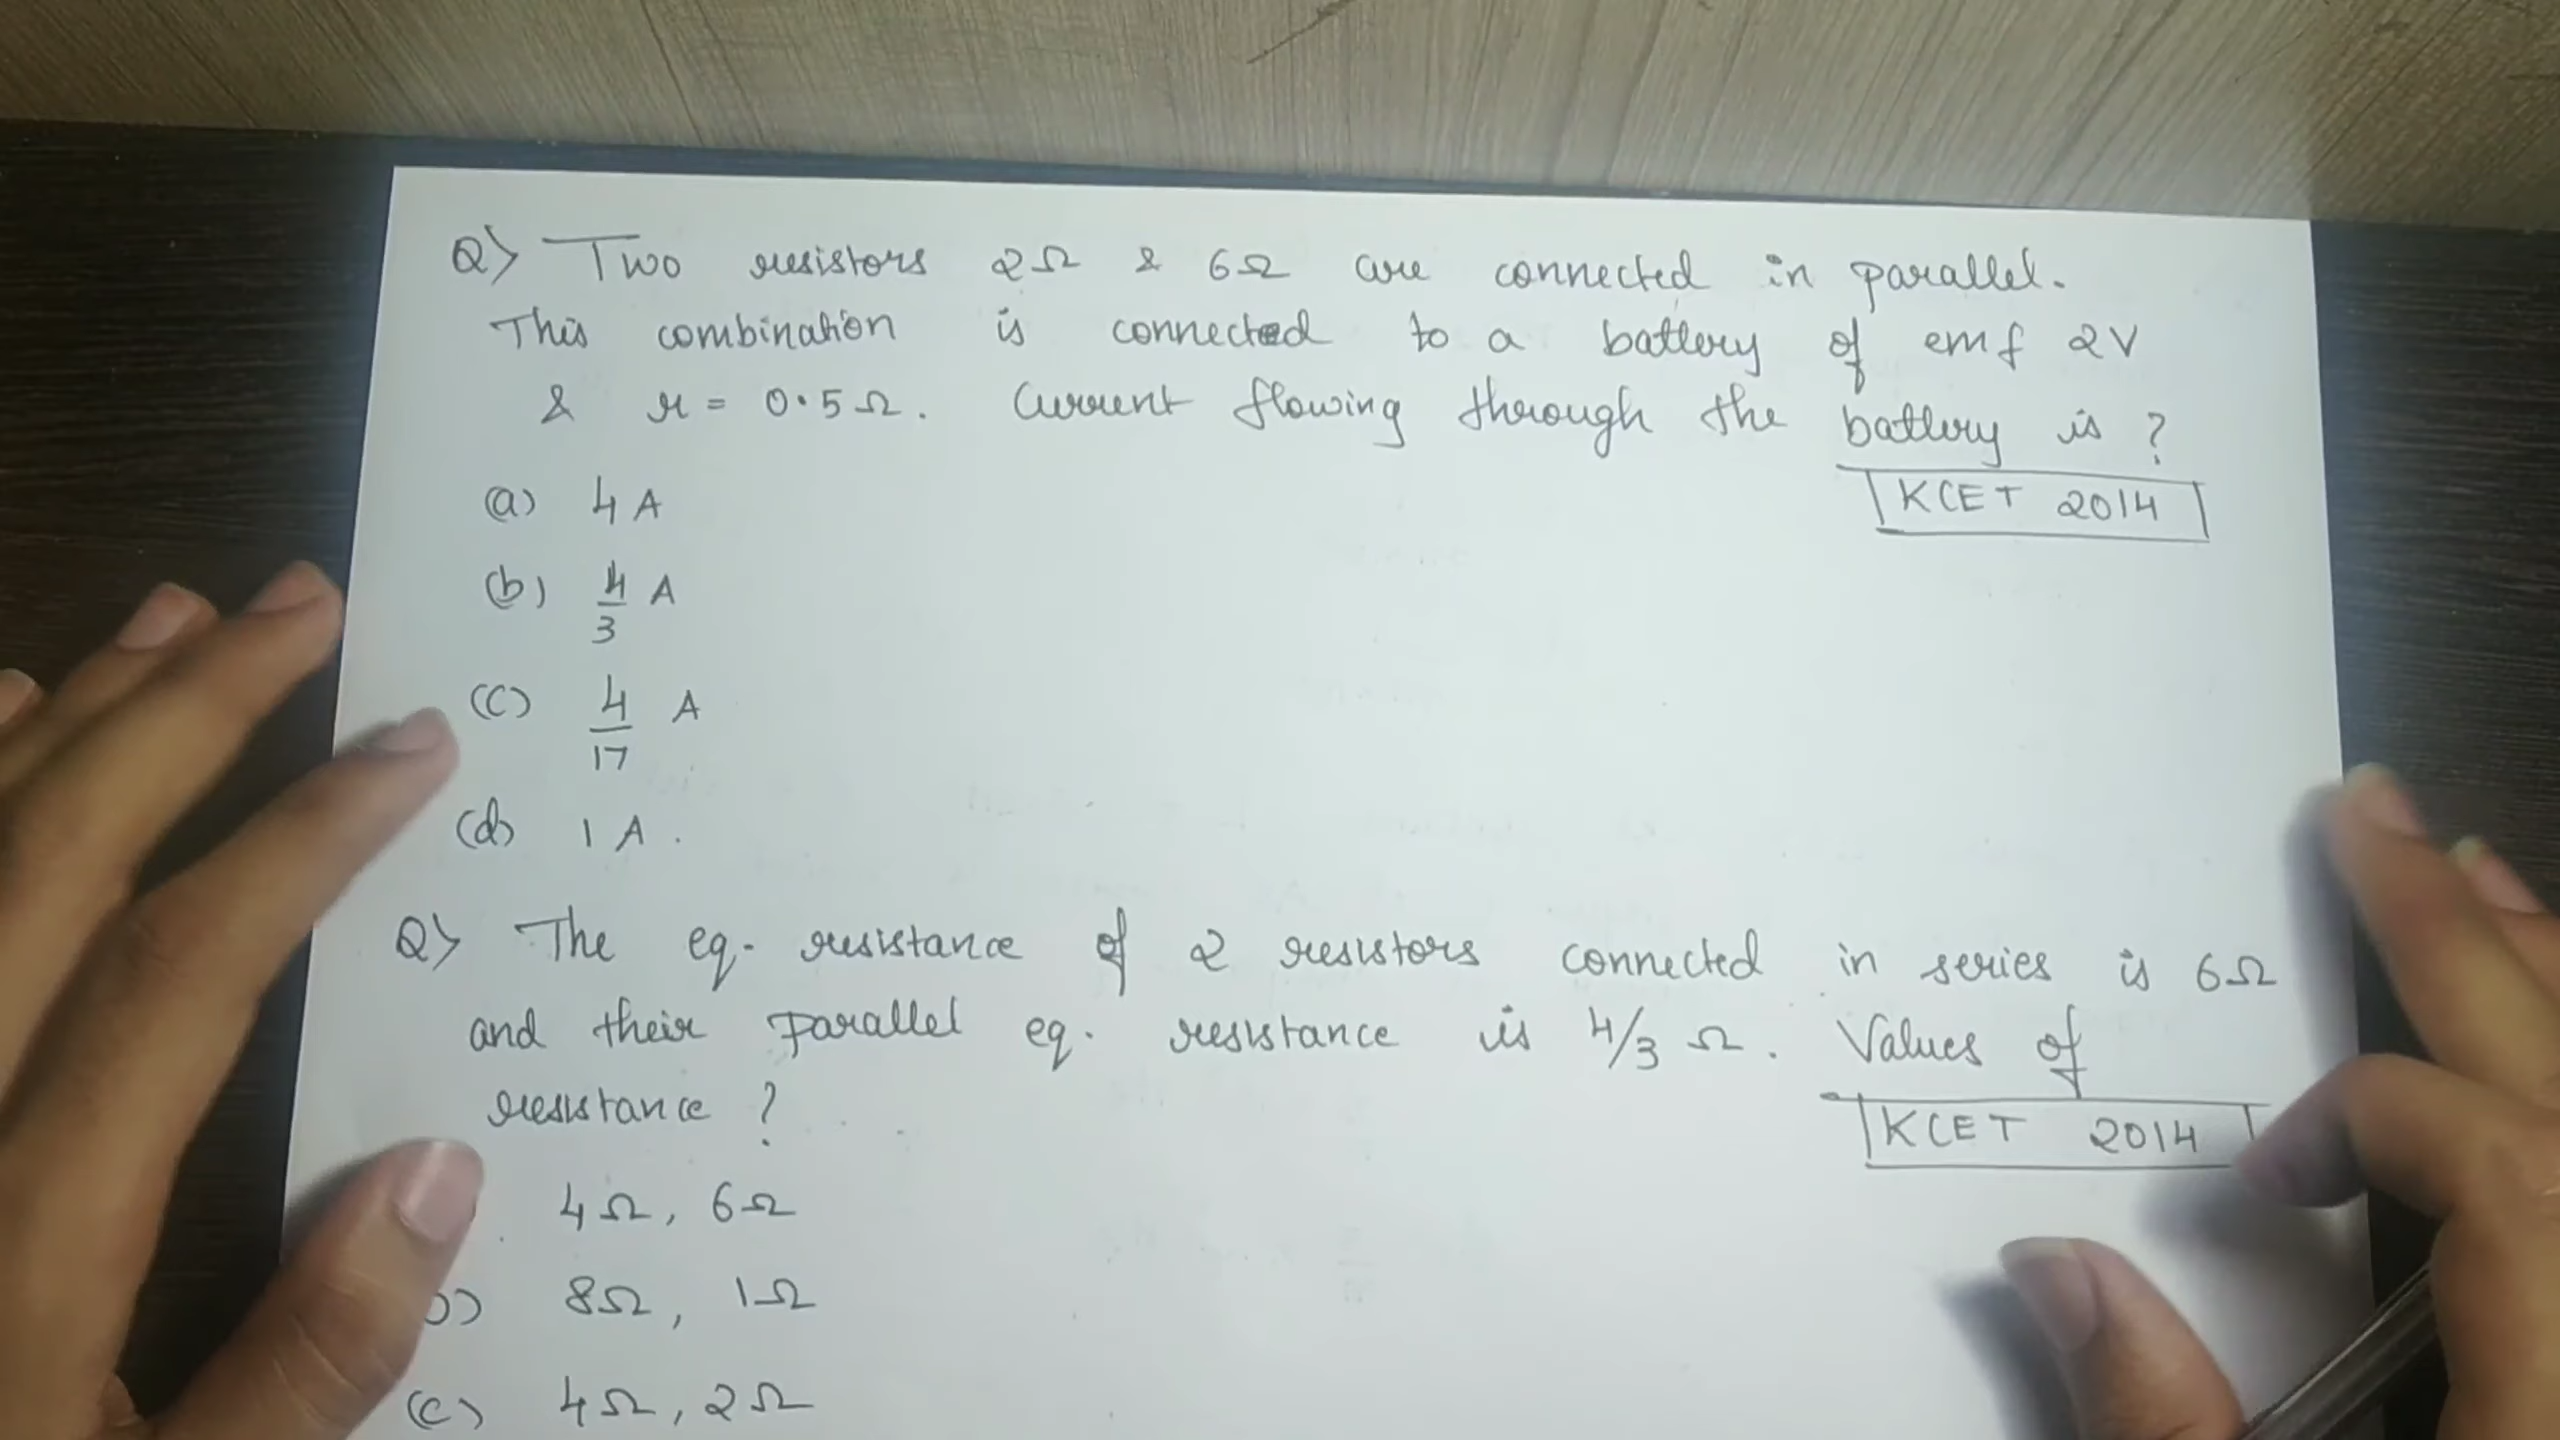 Q> Two resistors 2Ω & 6Ω are connected in parallel.
This combination is connected to a battery of emf 2V
& r = 0.5Ω. Current flowing through the battery is ?
KCET 2014
(a) 4 A
(b) 4/3 A
(c) 4/17 A
(d) 1 A.
Q> The eq. resistance of 2 resistors connected in series is 6Ω
and their parallel eq. resistance is 4/3 Ω. Values of
resistance ?
KCET 2014
4Ω, 6Ω
b) 8Ω, 1Ω
(c) 4Ω, 2Ω